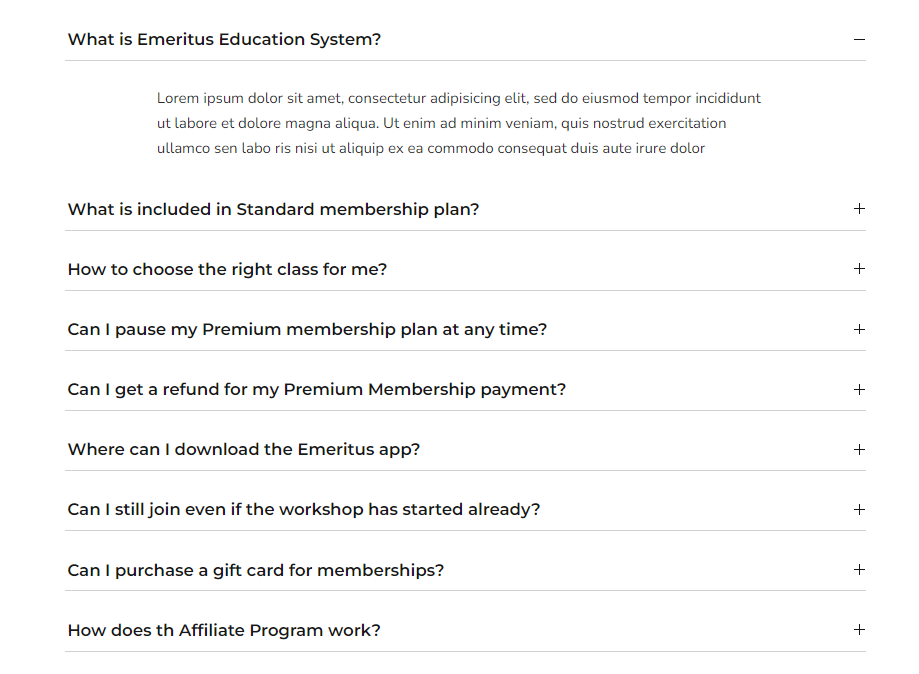 What is Emeritus Education System?
Lorem ipsum dolor sit amet, consectetur adipisicing elit, sed do eiusmod tempor incididunt
ut labore et dolore magna aliqua. Ut enim ad minim veniam, quis nostrud exercitation
ullamco sen labo ris nisi ut aliquip ex ea commodo consequat duis aute irure dolor
What is included in Standard membership plan?
How to choose the right class for me?
Can I pause my Premium membership plan at any time?
Can I get a refund for my Premium Membership payment?
Where can I download the Emeritus app?
Can I still join even if the workshop has started already?
Can I purchase a gift card for memberships?
How does th Affiliate Program work?